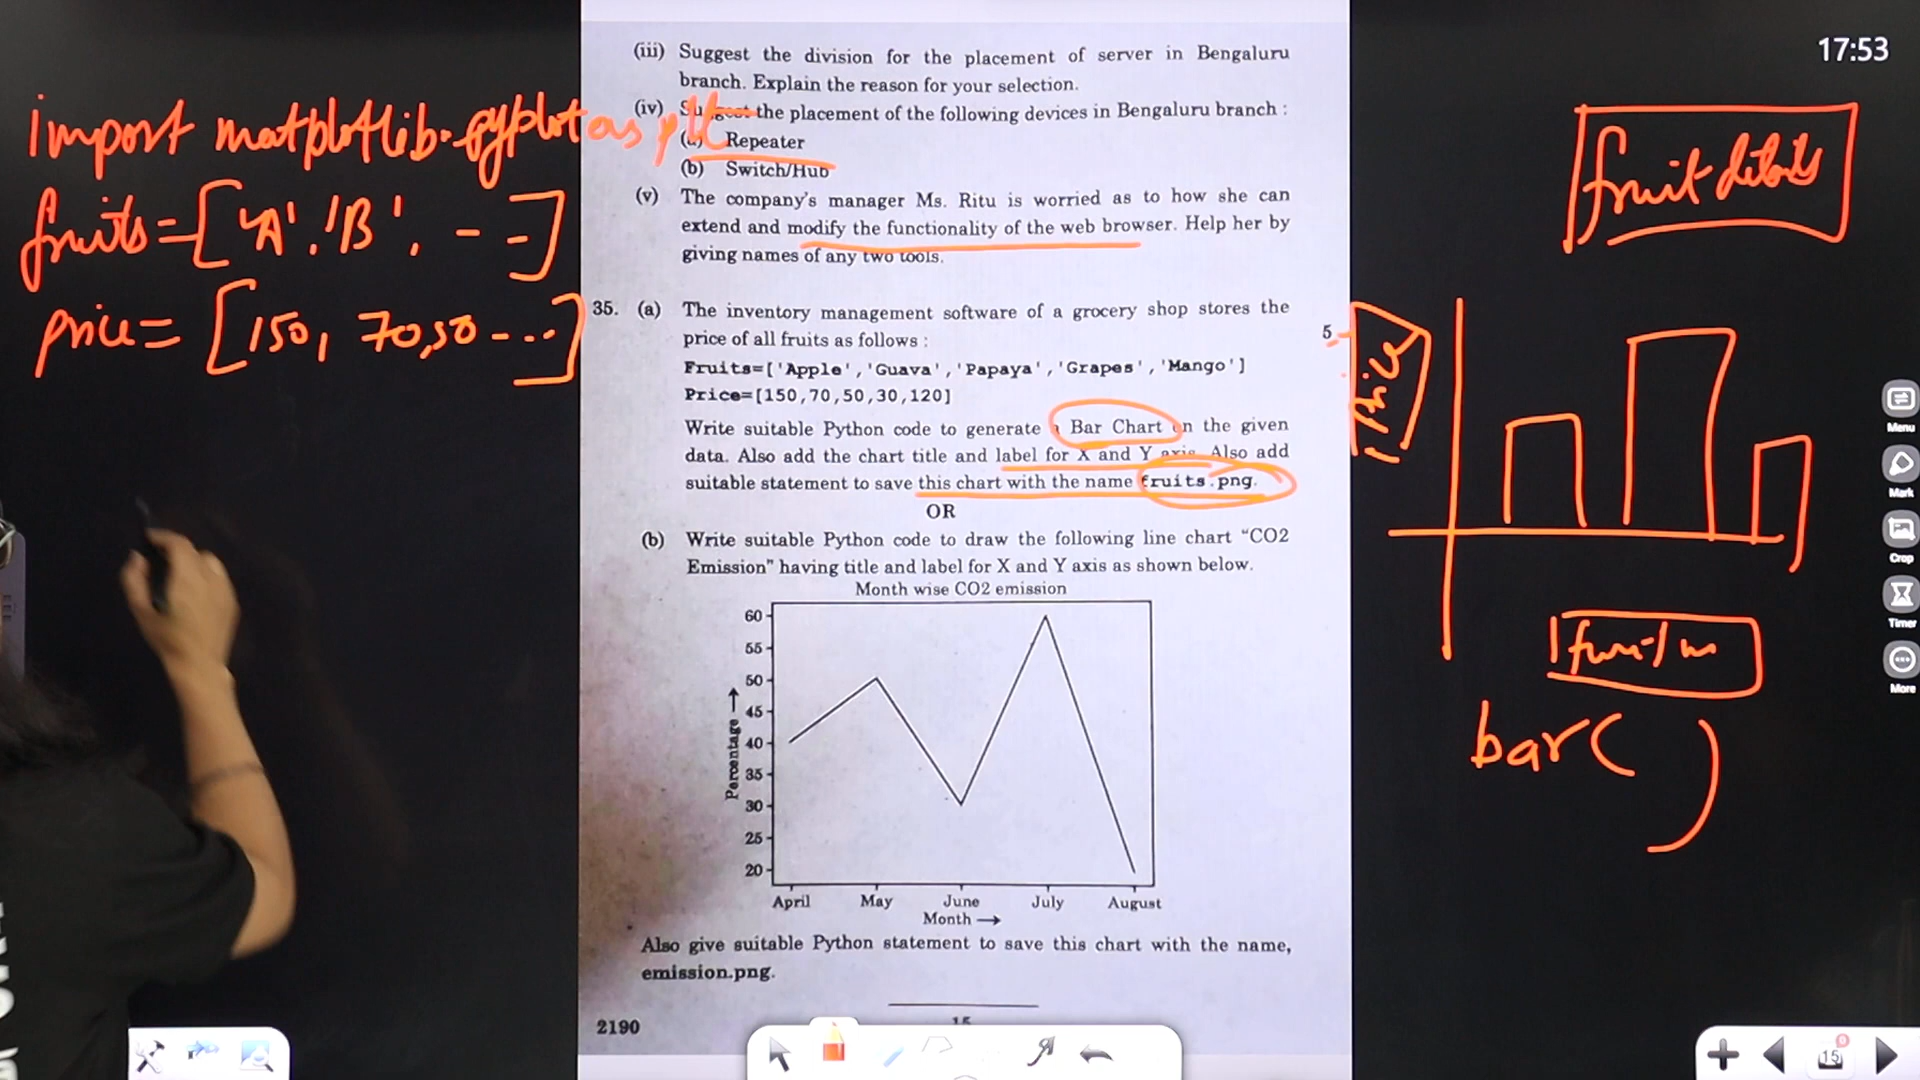 17:53
(iii) Suggest the division for the placement of server in Bengaluru
branch. Explain the reason for your selection.
(iv) Suggest the placement of the following devices in Bengaluru branch :
(a) Repeater
(b) Switch/Hub
(v) The company's manager Ms. Ritu is worried as to how she can
extend and modify the functionality of the web browser. Help her by
giving names of any two tools.
import matplotlib.pyplot as plt
fruits=['A','B', - -]
price= [150, 70,50 - ...]
35. (a) The inventory management software of a grocery shop stores the
price of all fruits as follows : 5
Fruits=['Apple','Guava','Papaya','Grapes','Mango']
Price=[150,70,50,30,120]
Write suitable Python code to generate a Bar Chart on the given
data. Also add the chart title and label for X and Y axis. Also add
suitable statement to save this chart with the name fruits.png.
OR
(b) Write suitable Python code to draw the following line chart “CO2
Emission” having title and label for X and Y axis as shown below.
Month wise CO2 emission
60
55
50
45
40
35
30
25
20
Percentage →
April May June July August
Month →
Also give suitable Python statement to save this chart with the name,
emission.png.
2190
15
fruit details
Price
bar( )
Menu
Mark
Crop
Timer
More
15